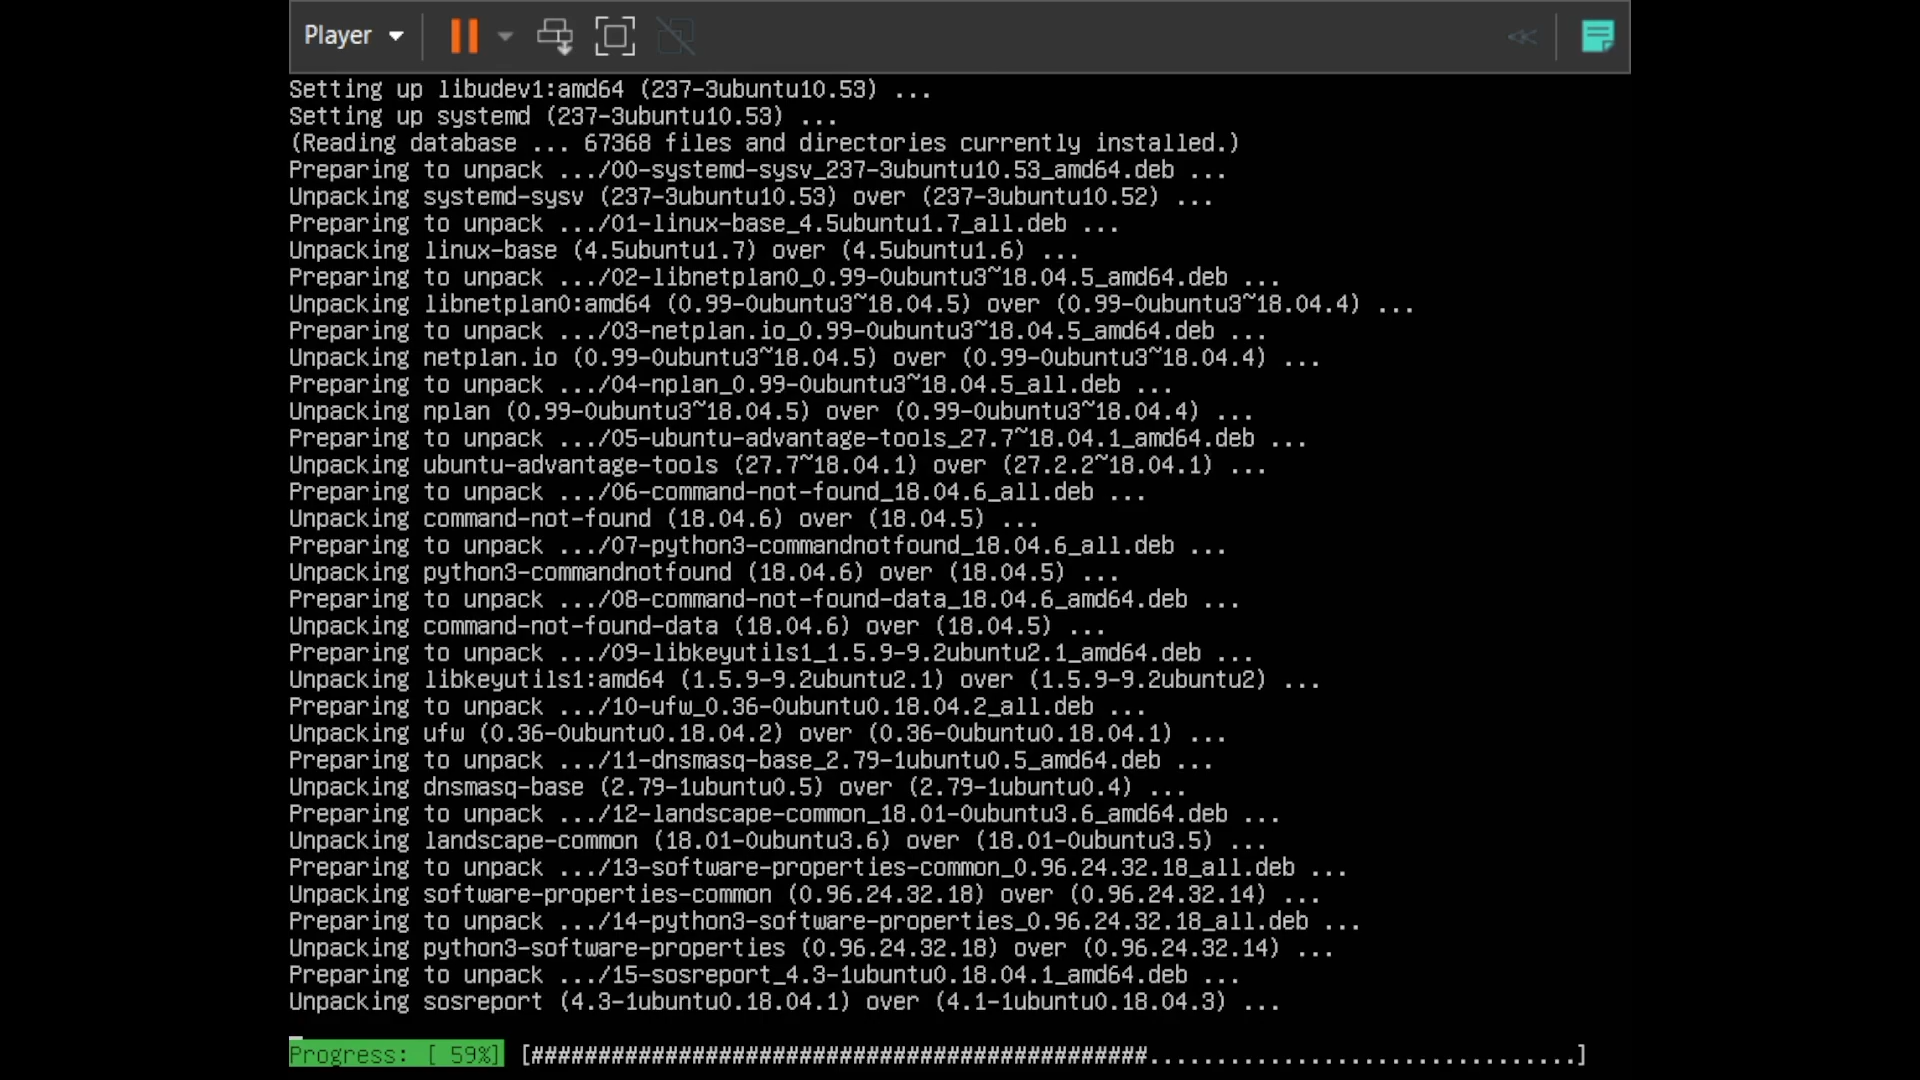 Player
Setting up libudev1:amd64 (237-3ubuntu10.53) ...
Setting up systemd (237-3ubuntu10.53) ...
(Reading database ... 67368 files and directories currently installed.)
Preparing to unpack .../00-systemd-sysv_237-3ubuntu10.53_amd64.deb ...
Unpacking systemd-sysv (237-3ubuntu10.53) over (237-3ubuntu10.52) ...
Preparing to unpack .../01-linux-base_4.5ubuntu1.7_all.deb ...
Unpacking linux-base (4.5ubuntu1.7) over (4.5ubuntu1.6) ...
Preparing to unpack .../02-libnetplan0_0.99-0ubuntu3~18.04.5_amd64.deb ...
Unpacking libnetplan0:amd64 (0.99-0ubuntu3~18.04.5) over (0.99-0ubuntu3~18.04.4) ...
Preparing to unpack .../03-netplan.io_0.99-0ubuntu3~18.04.5_amd64.deb ...
Unpacking netplan.io (0.99-0ubuntu3~18.04.5) over (0.99-0ubuntu3~18.04.4) ...
Preparing to unpack .../04-nplan_0.99-0ubuntu3~18.04.5_all.deb ...
Unpacking nplan (0.99-0ubuntu3~18.04.5) over (0.99-0ubuntu3~18.04.4) ...
Preparing to unpack .../05-ubuntu-advantage-tools_27.7~18.04.1_amd64.deb ...
Unpacking ubuntu-advantage-tools (27.7~18.04.1) over (27.2.2~18.04.1) ...
Preparing to unpack .../06-command-not-found_18.04.6_all.deb ...
Unpacking command-not-found (18.04.6) over (18.04.5) ...
Preparing to unpack .../07-python3-commandnotfound_18.04.6_all.deb ...
Unpacking python3-commandnotfound (18.04.6) over (18.04.5) ...
Preparing to unpack .../08-command-not-found-data_18.04.6_amd64.deb ...
Unpacking command-not-found-data (18.04.6) over (18.04.5) ...
Preparing to unpack .../09-libkeyutils1_1.5.9-9.2ubuntu2.1_amd64.deb ...
Unpacking libkeyutils1:amd64 (1.5.9-9.2ubuntu2.1) over (1.5.9-9.2ubuntu2) ...
Preparing to unpack .../10-ufw_0.36-0ubuntu0.18.04.2_all.deb ...
Unpacking ufw (0.36-0ubuntu0.18.04.2) over (0.36-0ubuntu0.18.04.1) ...
Preparing to unpack .../11-dnsmasq-base_2.79-1ubuntu0.5_amd64.deb ...
Unpacking dnsmasq-base (2.79-1ubuntu0.5) over (2.79-1ubuntu0.4) ...
Preparing to unpack .../12-landscape-common_18.01-0ubuntu3.6_amd64.deb ...
Unpacking landscape-common (18.01-0ubuntu3.6) over (18.01-0ubuntu3.5) ...
Preparing to unpack .../13-software-properties-common_0.96.24.32.18_all.deb ...
Unpacking software-properties-common (0.96.24.32.18) over (0.96.24.32.14) ...
Preparing to unpack .../14-python3-software-properties_0.96.24.32.18_all.deb ...
Unpacking python3-software-properties (0.96.24.32.18) over (0.96.24.32.14) ...
Preparing to unpack .../15-sosreport_4.3-1ubuntu0.18.04.1_amd64.deb ...
Unpacking sosreport (4.3-1ubuntu0.18.04.1) over (4.1-1ubuntu0.18.04.3) ...
Progress: [ 59%] [##############################################................................]